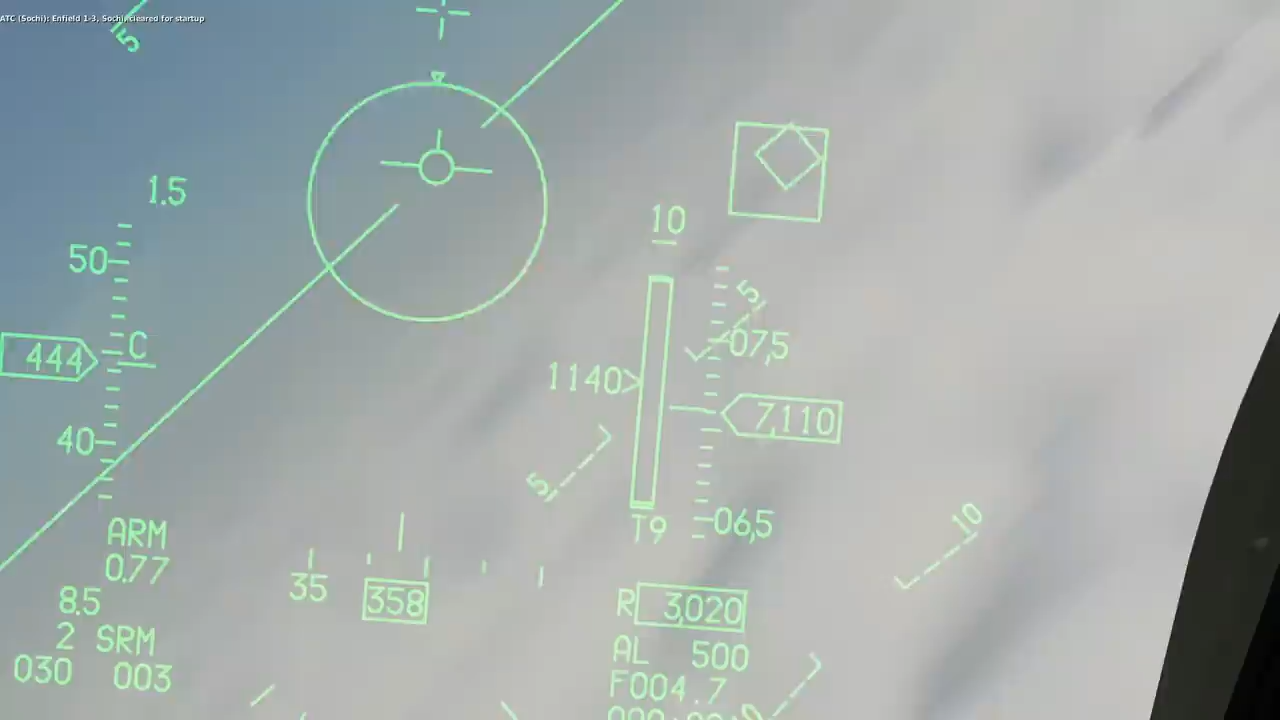 ATC (Sochi): Enfield 1-3, Sochi, cleared for startup
5
1.5
10
50
5
07,5
C
444
1140
7,110
40
5
10
T9
06,5
ARM
0.77
35
358
R 3,020
8.5
2 SRM
AL 500
030 003
F004.7